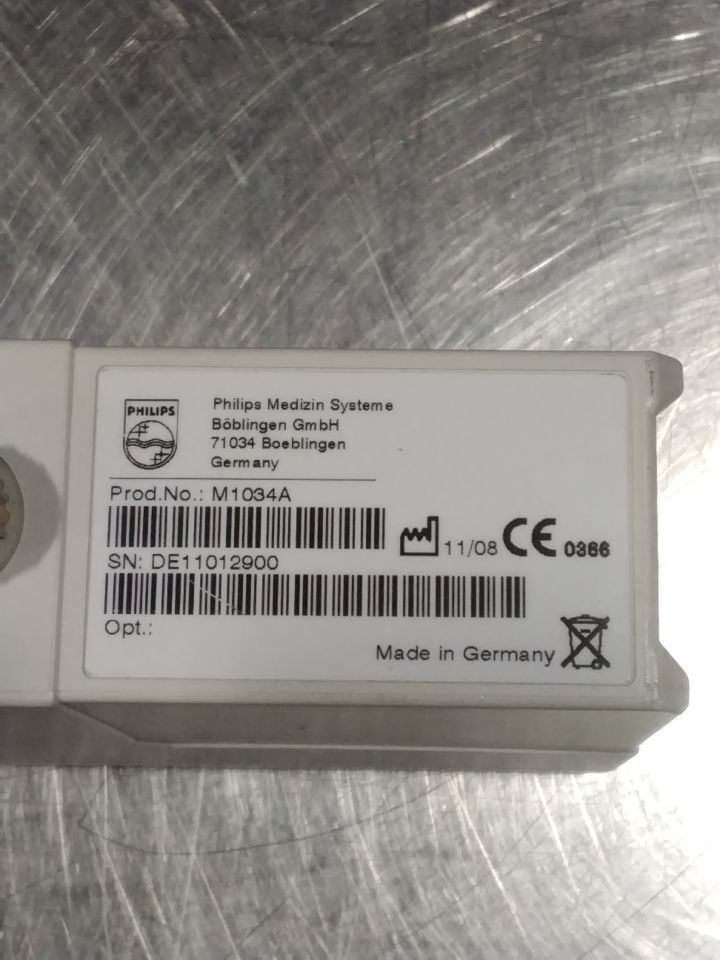 PHILIPS
Philips Medizin Systeme
Böblingen GmbH
71034 Boeblingen
Germany
Prod.No.: M1034A
11/08 CE 0366
SN: DE11012900
Opt.:
Made in Germany